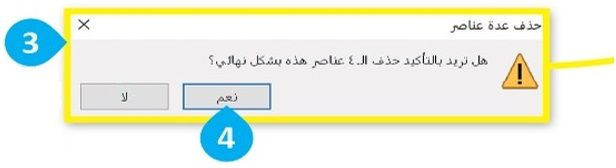 حذف عدة عناصر
3
هل تريد بالتأكيد حذف الـ ٤ عناصر هذه بشكل نهائي؟
نعم
لا
4